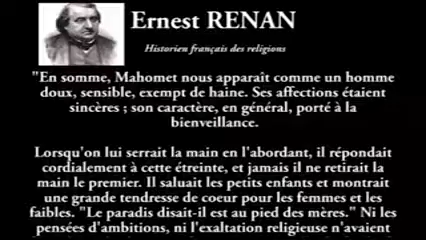 Ernest RENAN
Historien français des religions
"En somme, Mahomet nous apparaît comme un homme
doux, sensible, exempt de haine. Ses affections étaient
sincères ; son caractère, en général, porté à la
bienveillance.
Lorsqu'on lui serrait la main en l'abordant, il répondait
cordialement à cette étreinte, et jamais il ne retirait la
main le premier. Il saluait les petits enfants et montrait
une grande tendresse de coeur pour les femmes et les
faibles. "Le paradis disait-il est au pied des mères." Ni les
pensées d'ambitions, ni l'exaltation religieuse n'avaient